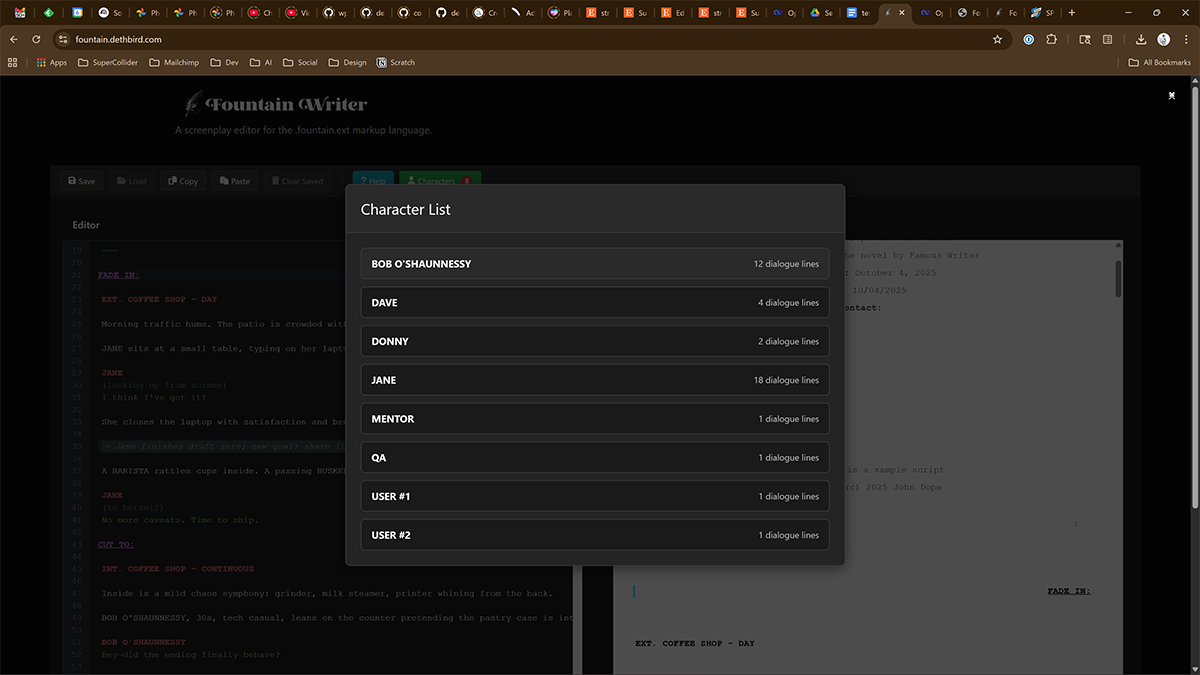 So
Ph
Ph
Ph
Ch
Vi
wp
de
co
de
Cr
Ad
Pl
str
Su
Ed
str
Su
Op
Se
te
Op
Fo
Fo
SP
fountain.dethbird.com
Apps
SuperCollider
Mailchimp
Dev
AI
Social
Design
Scratch
All Bookmarks
Fountain Writer
A screenplay editor for the .fountain.ext markup language.
Save
Load
Copy
Paste
Clear Saved
? Help
Characters 8
Character List
BOB O'SHAUNNESSY 12 dialogue lines
DAVE 4 dialogue lines
DONNY 2 dialogue lines
JANE 18 dialogue lines
MENTOR 1 dialogue lines
QA 1 dialogue lines
USER #1 1 dialogue lines
USER #2 1 dialogue lines
Editor
19 ===
20
21 FADE IN:
22
23 EXT. COFFEE SHOP - DAY
24
25 Morning traffic hums. The patio is crowded with
26
27 JANE sits at a small table, typing on her lapto
28
29 JANE
30 (looking up from screen)
31 I think I've got it!
32
33 She closes the laptop with satisfaction and bre
34
35 = Jane finishes draft zero; new goal: share it
36
37 A BARISTA rattles cups inside. A passing BUSKER
38
39 JANE
40 (to herself)
41 No more caveats. Time to ship.
42
43 CUT TO:
44
45 INT. COFFEE SHOP - CONTINUOUS
46
47 Inside is a mild chaos symphony: grinder, milk steamer, printer whining from the back.
48
49 BOB O'SHAUNNESSY, 30s, tech casual, leans on the counter pretending the pastry case is int
50
51 BOB O'SHAUNNESSY
52 Hey-did the ending finally behave?
53
he novel by Famous Writer
: October 4, 2025
10/04/2025
ontact:
is a sample script
(c) 2025 John Dope
1
FADE IN:
EXT. COFFEE SHOP - DAY